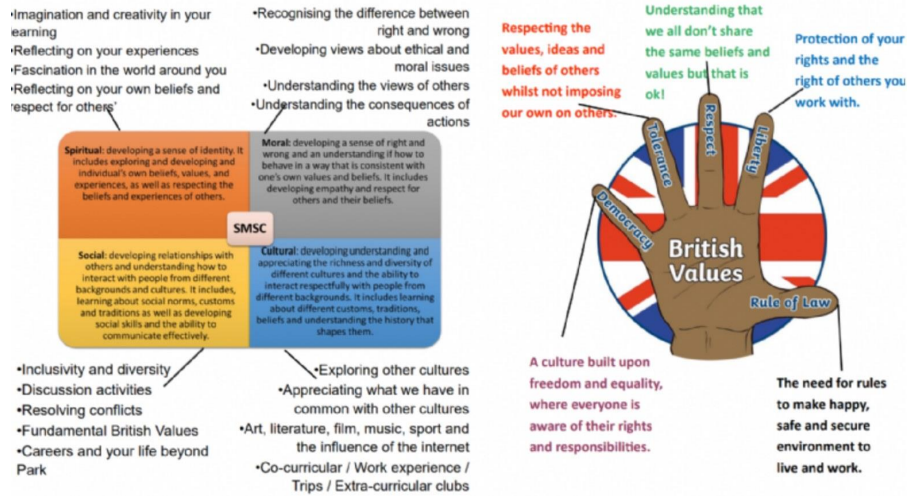 •Imagination and creativity in your
learning
•Reflecting on your experiences
•Fascination in the world around you
•Reflecting on your own beliefs and
respect for others'
•Recognising the difference between
right and wrong
•Developing views about ethical and
moral issues
•Understanding the views of others
•Understanding the consequences of
actions
Spiritual: developing a sense of identity. It
includes exploring and developing and
individual's own beliefs, values, and
experiences, as well as respecting the
beliefs and experiences of others.
Moral: developing a sense of right and
wrong and an understanding if how to
behave in a way that is consistent with
one's own values and beliefs. It includes
developing empathy and respect for
others and their beliefs.
SMSC
Social: developing relationships with
others and understanding how to
interact with people from different
backgrounds and cultures. It includes,
learning about social norms, customs
and traditions as well as developing
social skills and the ability to
communicate effectively.
Cultural: developing understanding and
appreciating the richness and diversity of
different cultures and the ability to
interact respectfully with people from
different backgrounds. It includes learning
about different customs, traditions,
beliefs and understanding the history that
shapes them.
•Inclusivity and diversity
•Discussion activities
•Resolving conflicts
•Fundamental British Values
•Careers and your life beyond
Park
•Exploring other cultures
•Appreciating what we have in
common with other cultures
•Art, literature, film, music, sport and
the influence of the internet
•Co-curricular / Work experience /
Trips / Extra-curricular clubs
Respecting the
values, ideas and
beliefs of others
whilst not imposing
our own on others.
Understanding that
we all don't share
the same beliefs and
values but that is
ok!
Protection of your
rights and the
right of others you
work with.
Democracy
Tolerance
Respect
Liberty
British
Values
Rule of Law
A culture built upon
freedom and equality,
where everyone is
aware of their rights
and responsibilities.
The need for rules
to make happy,
safe and secure
environment to
live and work.